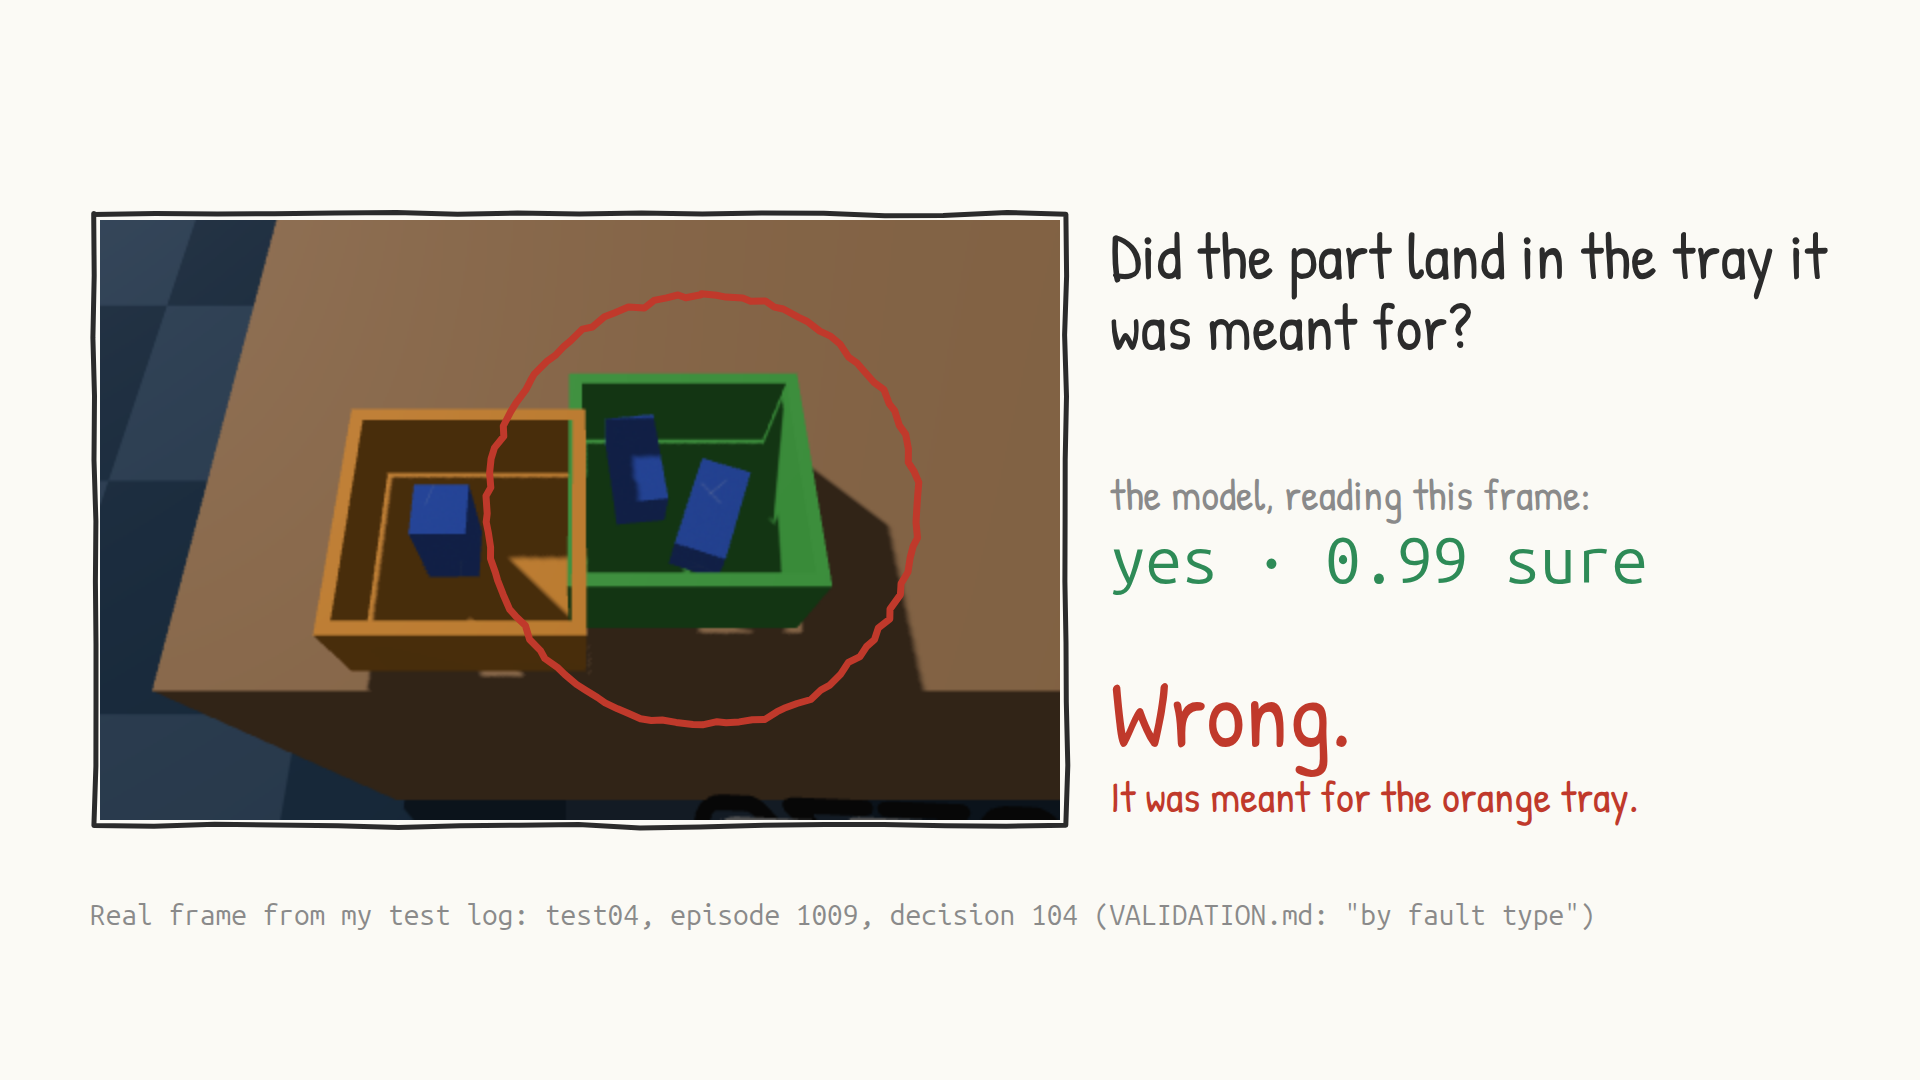 Did the part land in the tray it
was meant for?
the model, reading this frame:
yes · 0.99 sure
Wrong.
It was meant for the orange tray.
Real frame from my test log: test04, episode 1009, decision 104 (VALIDATION.md: "by fault type")